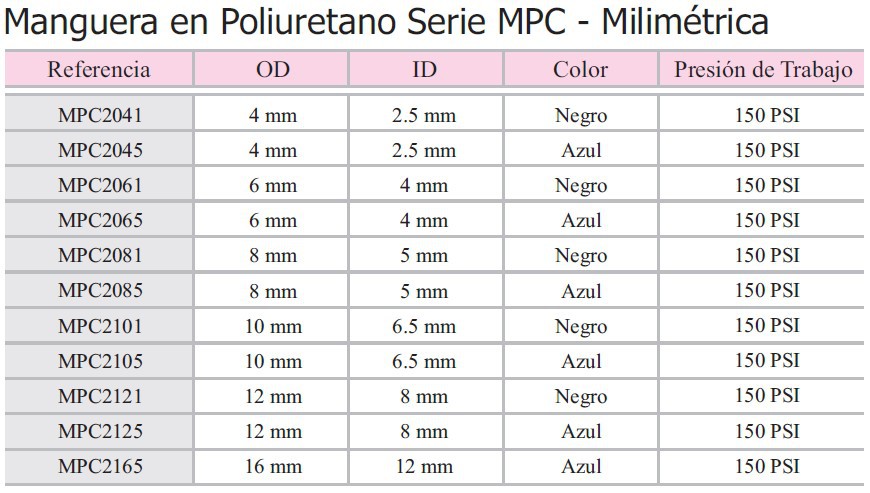 Manguera en Poliuretano Serie MPC - Milimétrica
Referencia OD ID Color Presión de Trabajo
MPC2041 4 mm 2.5 mm Negro 150 PSI
MPC2045 4 mm 2.5 mm Azul 150 PSI
MPC2061 6 mm 4 mm Negro 150 PSI
MPC2065 6 mm 4 mm Azul 150 PSI
MPC2081 8 mm 5 mm Negro 150 PSI
MPC2085 8 mm 5 mm Azul 150 PSI
MPC2101 10 mm 6.5 mm Negro 150 PSI
MPC2105 10 mm 6.5 mm Azul 150 PSI
MPC2121 12 mm 8 mm Negro 150 PSI
MPC2125 12 mm 8 mm Azul 150 PSI
MPC2165 16 mm 12 mm Azul 150 PSI